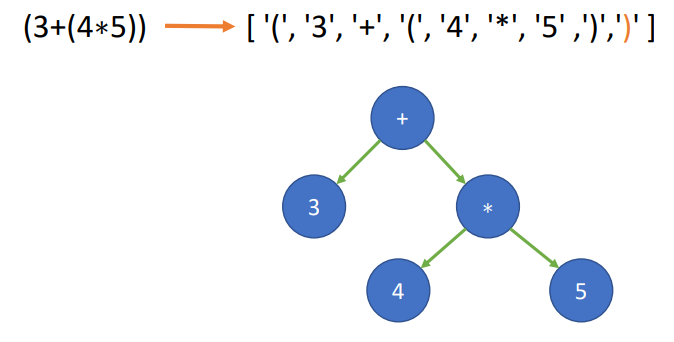 (3+(4*5)) [ '(', '3', '+', '(', '4', '*', '5' ,')',')' ]
+
3 *
4 5